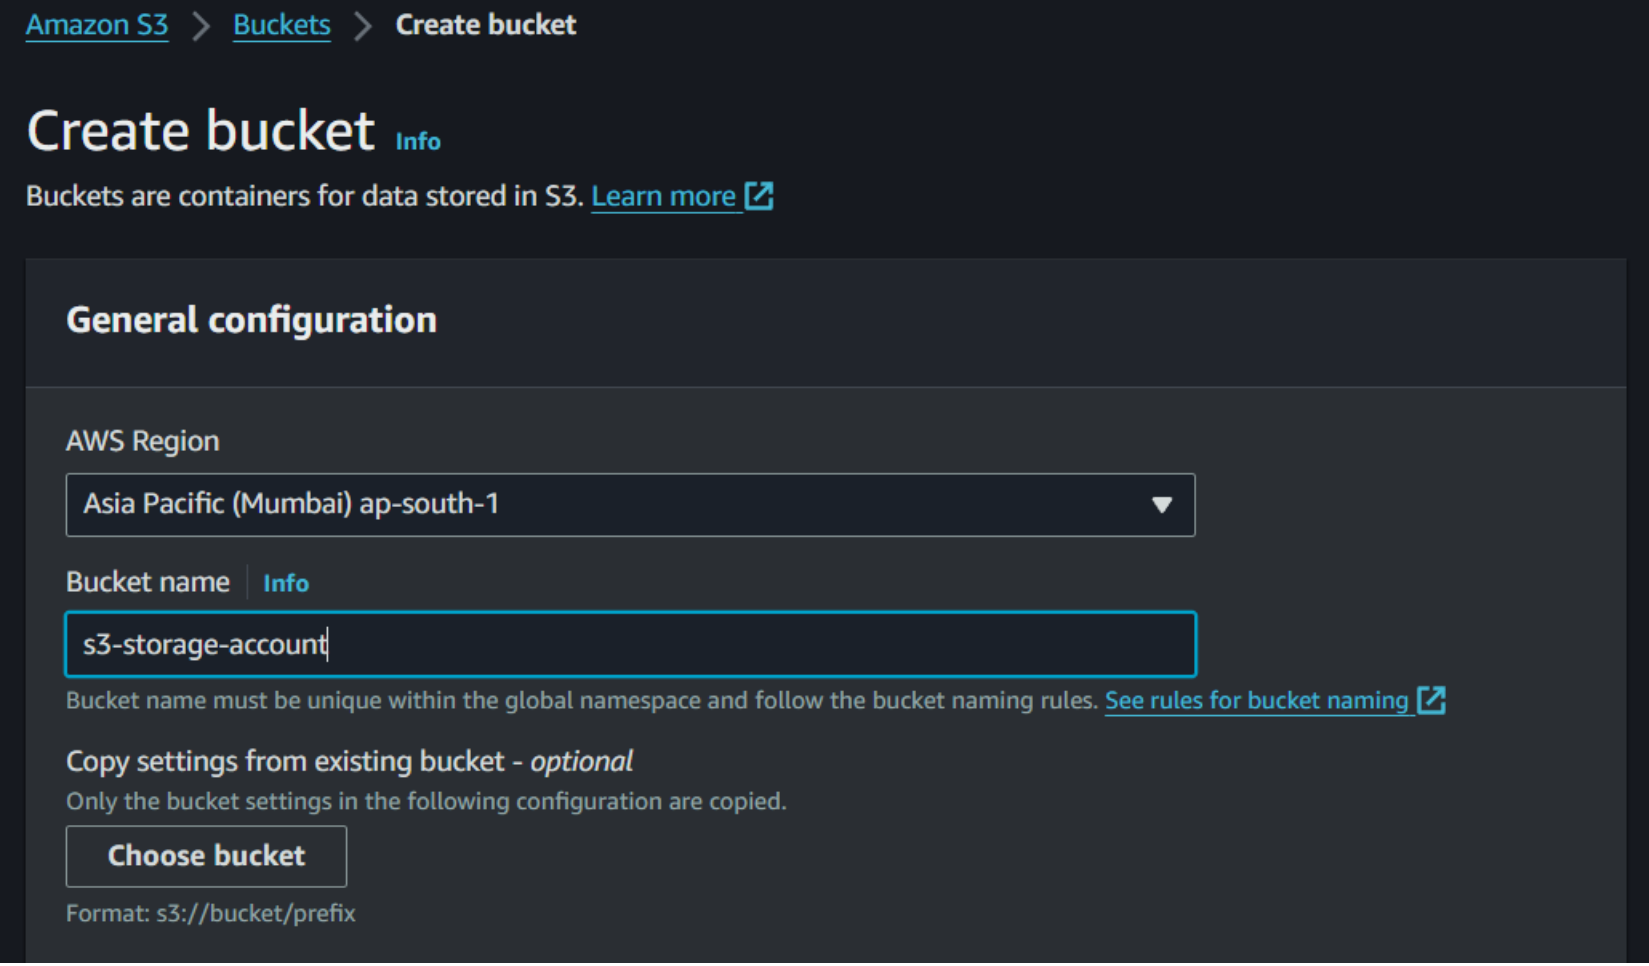 Amazon S3 > Buckets > Create bucket
Create bucket Info
Buckets are containers for data stored in S3. Learn more
General configuration
AWS Region
Asia Pacific (Mumbai) ap-south-1
Bucket name Info
s3-storage-account
Bucket name must be unique within the global namespace and follow the bucket naming rules. See rules for bucket naming
Copy settings from existing bucket - optional
Only the bucket settings in the following configuration are copied.
Choose bucket
Format: s3://bucket/prefix